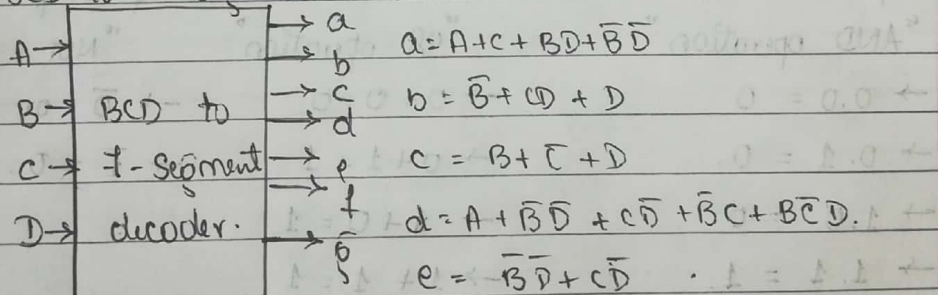 a
A→ a=A+C+BD+B̅D̅
b
B→ BCD to c b = B̅+CD + D
d
C→ 7-segment e c = B+C̅+D
f
D→ decoder. d=A+B̅D̅ +CD̅ +B̅C+BC̅D.
g e = B̅D̅+CD̅